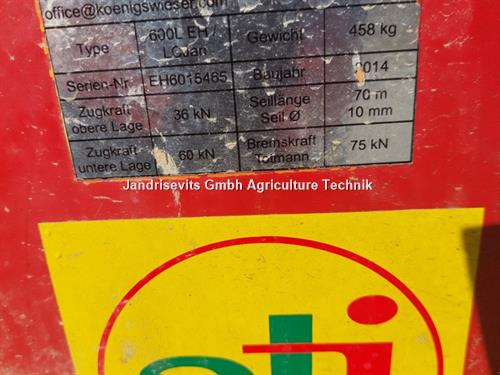 office@koenigswieser.com
Type 600L EH / LCJan Gewicht 458 kg
Serien-Nr. EH6015465 Baujahr 2014
Zugkraft obere Lage 36 kN Seillänge 70 m
Seil Ø 10 mm
Zugkraft untere Lage 60 kN Bremskraft Totmann 75 kN
Jandrisevits Gmbh Agriculture Technik